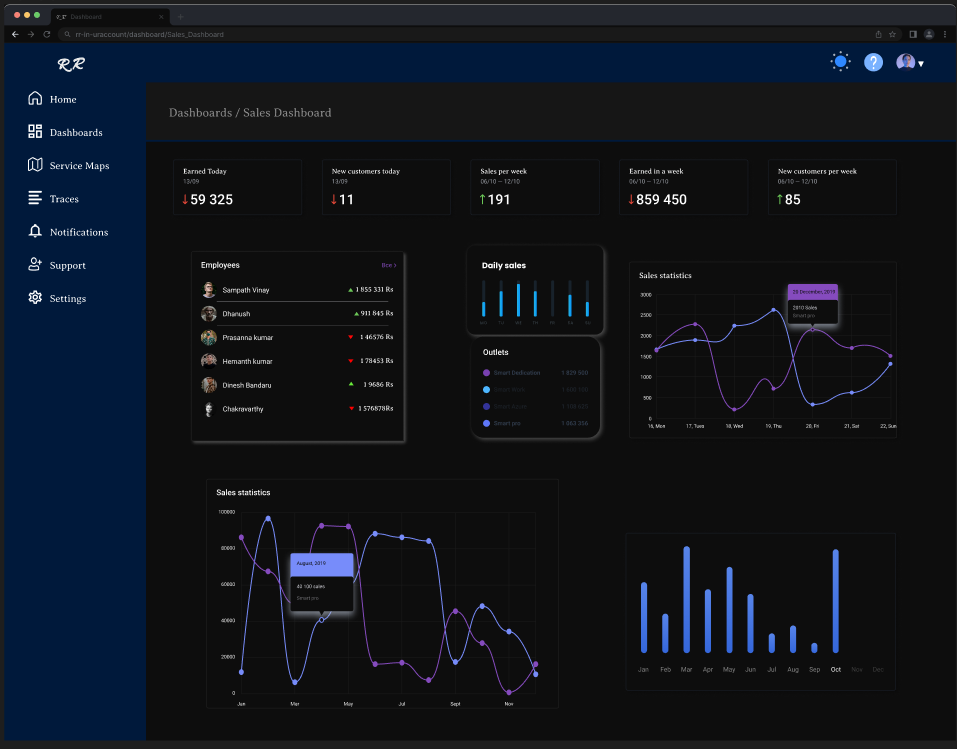 RR Dashboard
rr-in-uraccount/dashboard/Sales_Dashboard
RR
?
Home
Dashboards
Service Maps
Traces
Notifications
Support
Settings
Dashboards / Sales Dashboard
Earned Today
13/09
↓59 325
New customers today
13/09
↓11
Sales per week
06/10 — 12/10
↑191
Earned in a week
06/10 — 12/10
↓859 450
New customers per week
06/10 — 12/10
↑85
Employees
Все >
Sampath Vinay 1 855 331 Rs
Dhanush 911 845 Rs
Prasanna kumar 1 46576 Rs
Hemanth kumar 1 78453 Rs
Dinesh Bandaru 1 9686 Rs
Chakravarthy 1 576878Rs
Daily sales
Outlets
Smart Dedication 1 829 500
Smart pro 1 063 356
Sales statistics
3000
2500
2000
1500
1000
500
0
20 December, 2019
2010 Sales
Smart pro
16, Mon 17, Tues 18, Wed 19, Thu 20, Fri 21, Sat 22, Sun
Sales statistics
100000
80000
60000
40000
20000
0
August, 2019
40 100 sales
Smart pro
Jan Mar May Jul Sept Nov
Jan Feb Mar Apr May Jun Jul Aug Sep Oct Nov Dec